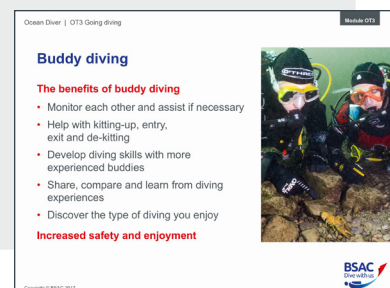 Ocean Diver | OT3 Going diving
Module OT3
Buddy diving
The benefits of buddy diving
• Monitor each other and assist if necessary
• Help with kitting-up, entry,
exit and de-kitting
• Develop diving skills with more
experienced buddies
• Share, compare and learn from diving
experiences
• Discover the type of diving you enjoy
Increased safety and enjoyment
BSAC
Dive with us
Copyright © BSAC 2017